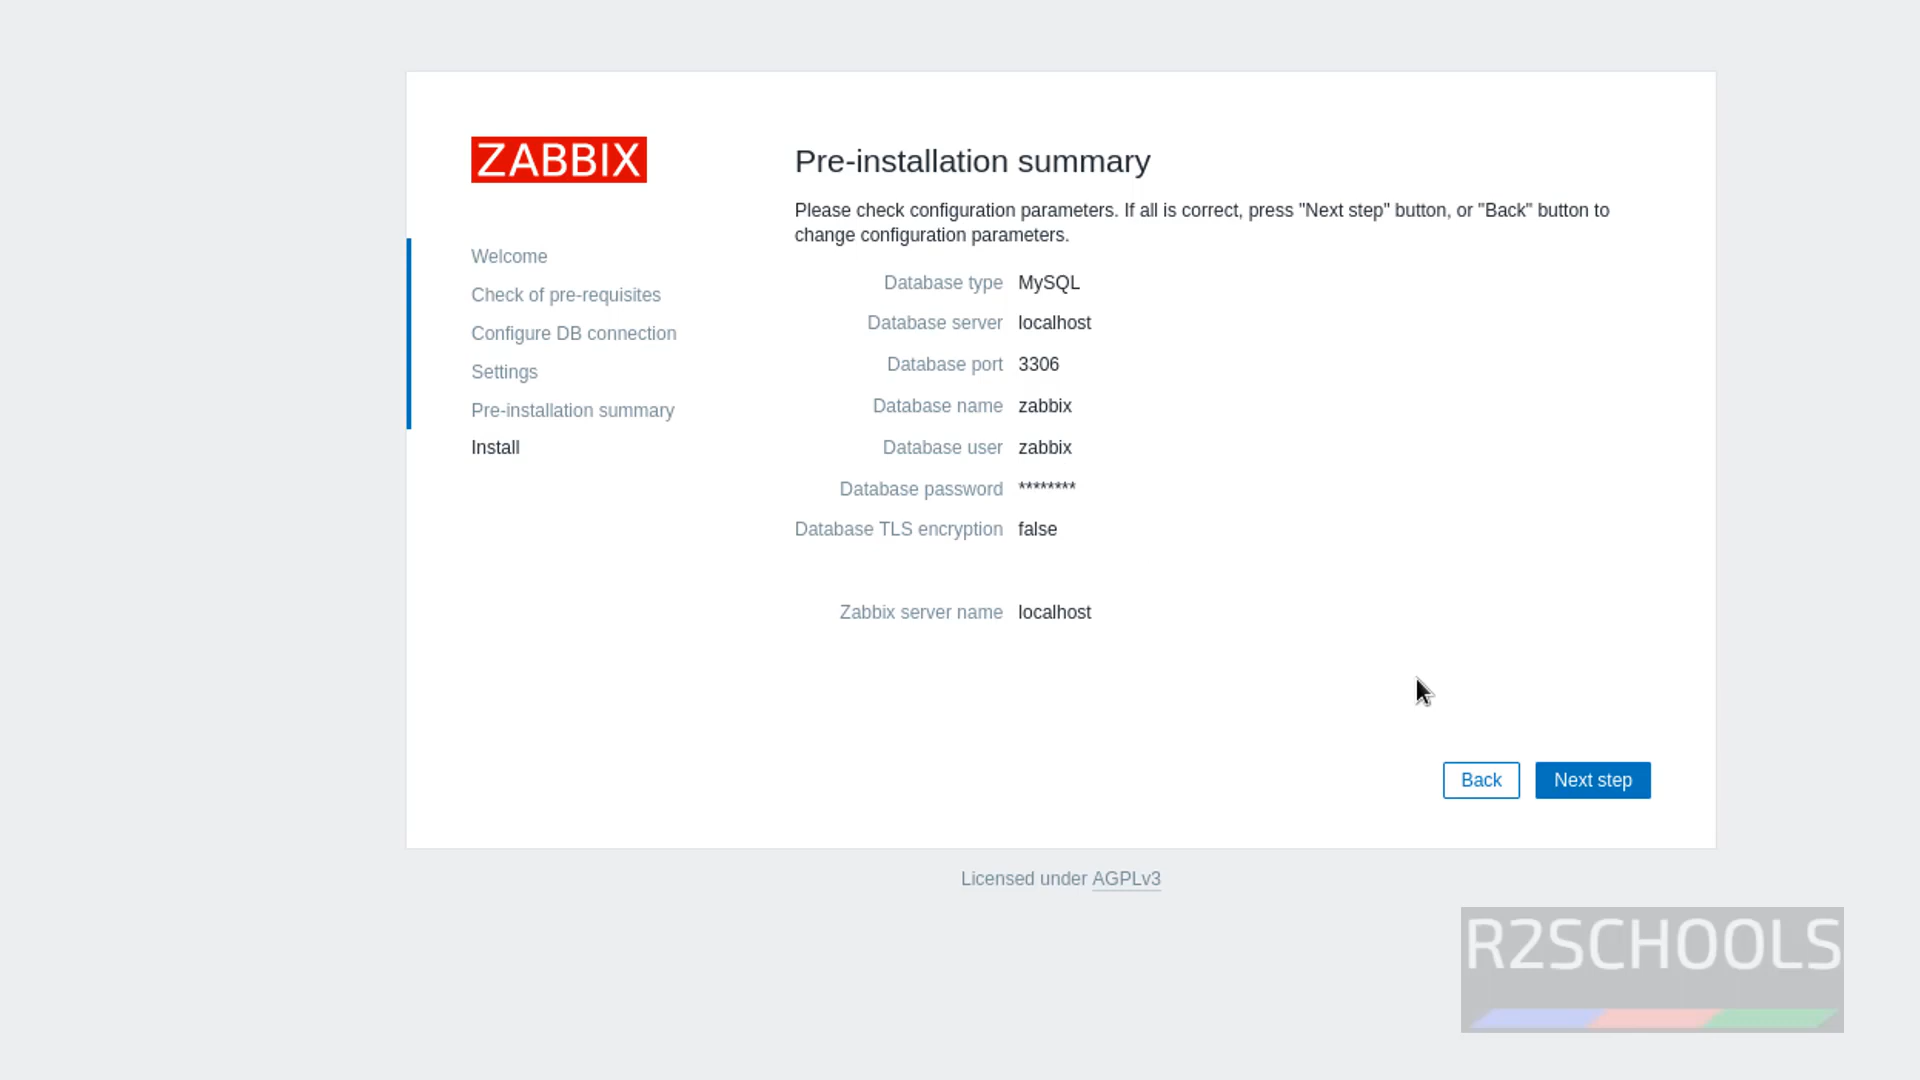 ZABBIX
Welcome
Check of pre-requisites
Configure DB connection
Settings
Pre-installation summary
Install
Pre-installation summary
Please check configuration parameters. If all is correct, press "Next step" button, or "Back" button to
change configuration parameters.
Database type MySQL
Database server localhost
Database port 3306
Database name zabbix
Database user zabbix
Database password ********
Database TLS encryption false
Zabbix server name localhost
Back Next step
Licensed under AGPLv3
R2SCHOOLS